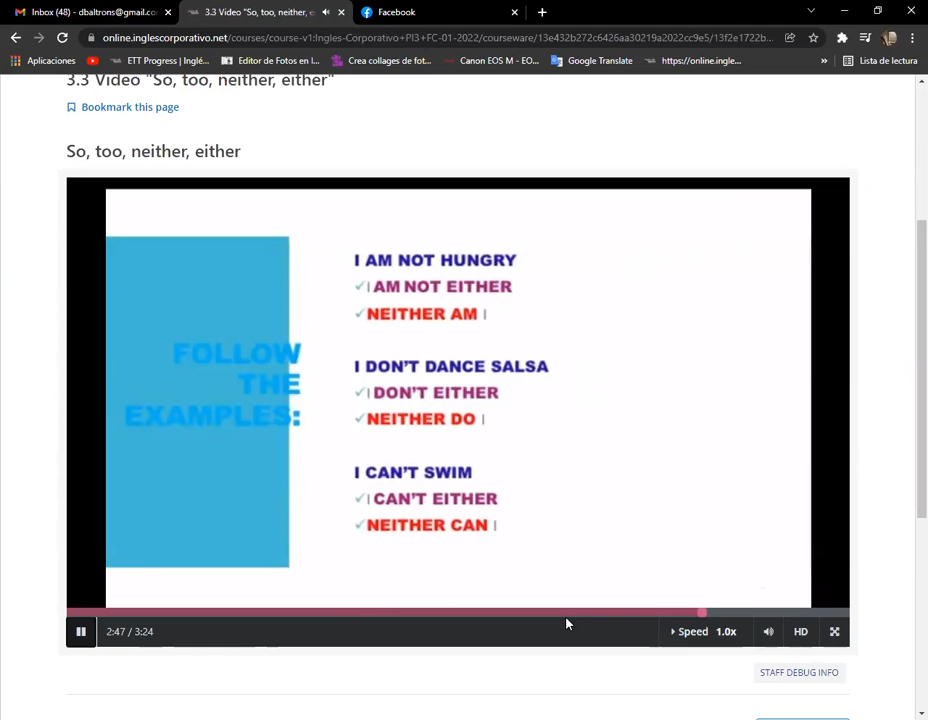 Inbox (48) - dbaltrons@gmail.co
3.3 Video "So, too, neither, e
Facebook
online.inglescorporativo.net/courses/course-v1:Ingles-Corporativo+PI3+FC-01-2022/courseware/13e432b272c6426aa30219a2022cc9e5/13f2e1722b...
Aplicaciones
ETT Progress | Inglé...
Editor de Fotos en l...
Crea collages de fot...
Canon EOS M - EO...
Google Translate
https://online.ingle...
»
Lista de lectura
3.3 Video "So, too, neither, either"
Bookmark this page
So, too, neither, either
FOLLOW
THE
EXAMPLES:
I AM NOT HUNGRY
✓I AM NOT EITHER
✓NEITHER AM I
I DON'T DANCE SALSA
✓I DON'T EITHER
✓NEITHER DO I
I CAN'T SWIM
✓I CAN'T EITHER
✓NEITHER CAN I
2:47 / 3:24
Speed 1.0x
HD
STAFF DEBUG INFO